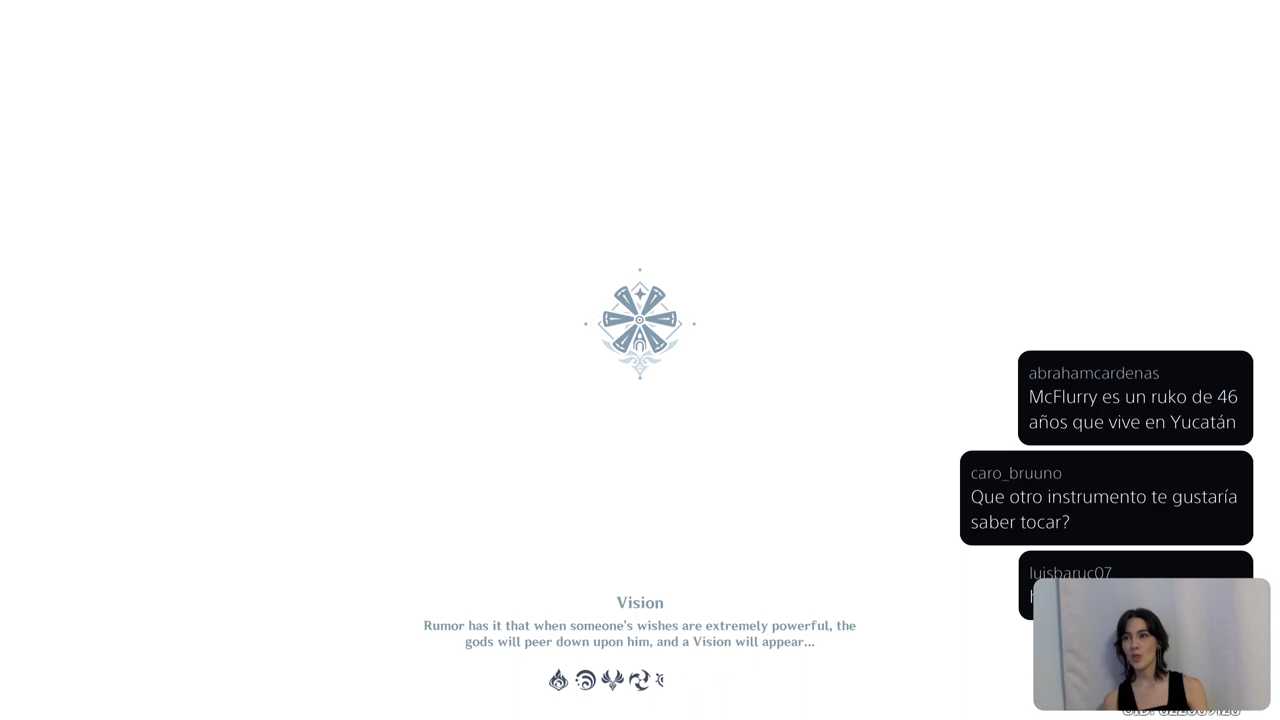 abrahamcardenas
McFlurry es un ruko de 46
años que vive en Yucatán
caro_bruuno
Que otro instrumento te gustaría
saber tocar?
luisbaruc07
Vision
Rumor has it that when someone's wishes are extremely powerful, the
gods will peer down upon him, and a Vision will appear...